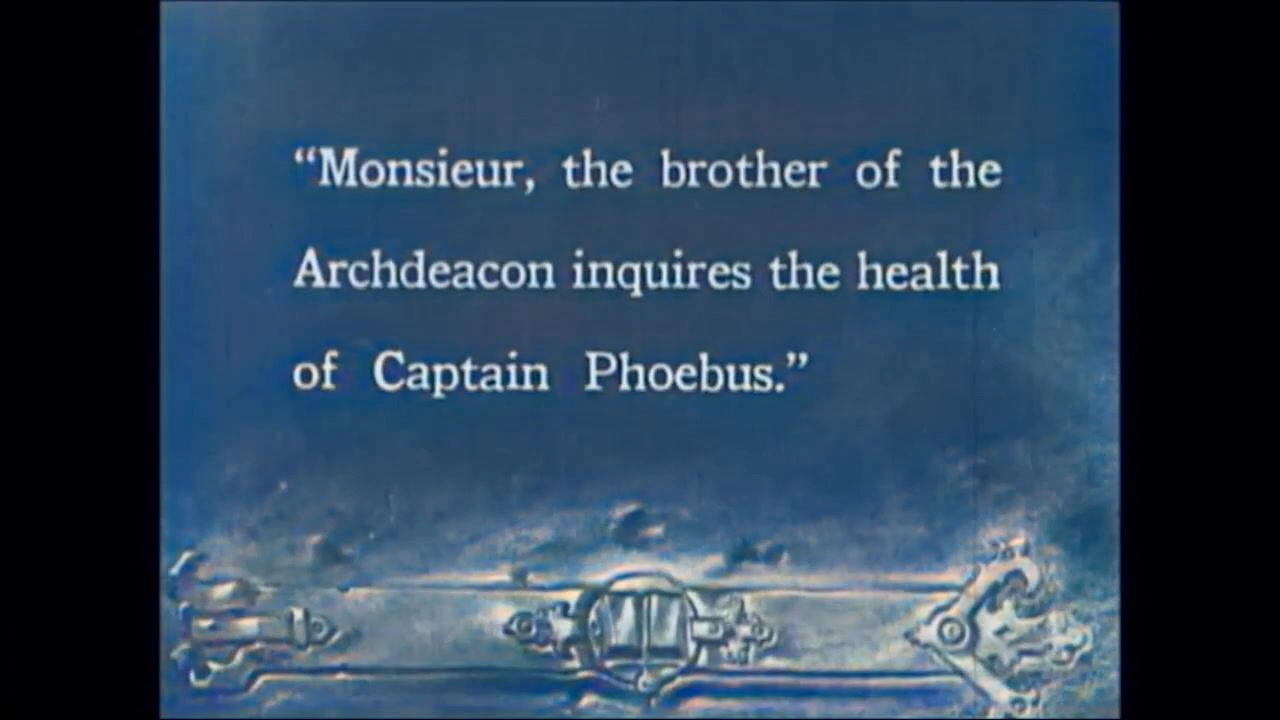 “Monsieur, the brother of the
Archdeacon inquires the health
of Captain Phoebus.”